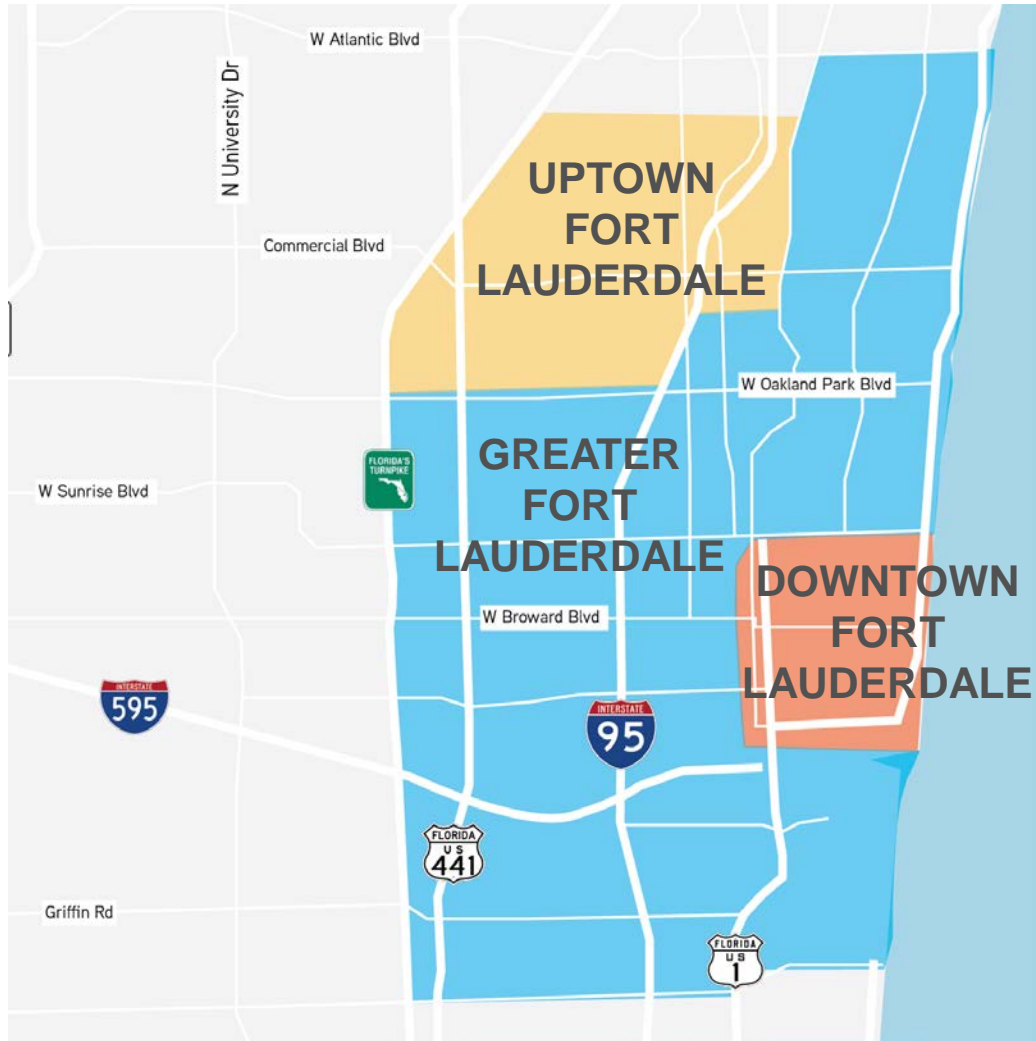 W Atlantic Blvd
N University Dr
UPTOWN
FORT
LAUDERDALE
Commercial Blvd
W Oakland Park Blvd
FLORIDA'S
TURNPIKE
GREATER
FORT
LAUDERDALE
W Sunrise Blvd
DOWNTOWN
FORT
LAUDERDALE
W Broward Blvd
INTERSTATE
595
INTERSTATE
95
FLORIDA
US
441
Griffin Rd
FLORIDA
US
1